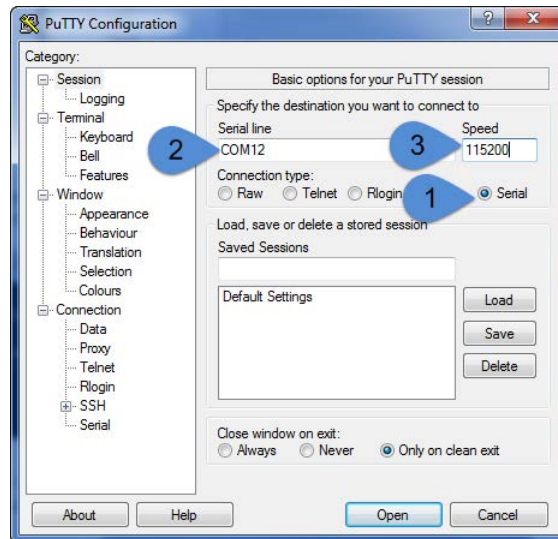 PuTTY Configuration
Category:
Session
Logging
Terminal
Keyboard
Bell
Features
Window
Appearance
Behaviour
Translation
Selection
Colours
Connection
Data
Proxy
Telnet
Rlogin
SSH
Serial
Basic options for your PuTTY session
Specify the destination you want to connect to
Serial line Speed
2 COM12 3 115200
Connection type:
Raw Telnet Rlogin 1 Serial
Load, save or delete a stored session
Saved Sessions
Default Settings
Load
Save
Delete
Close window on exit:
Always Never Only on clean exit
About Help Open Cancel